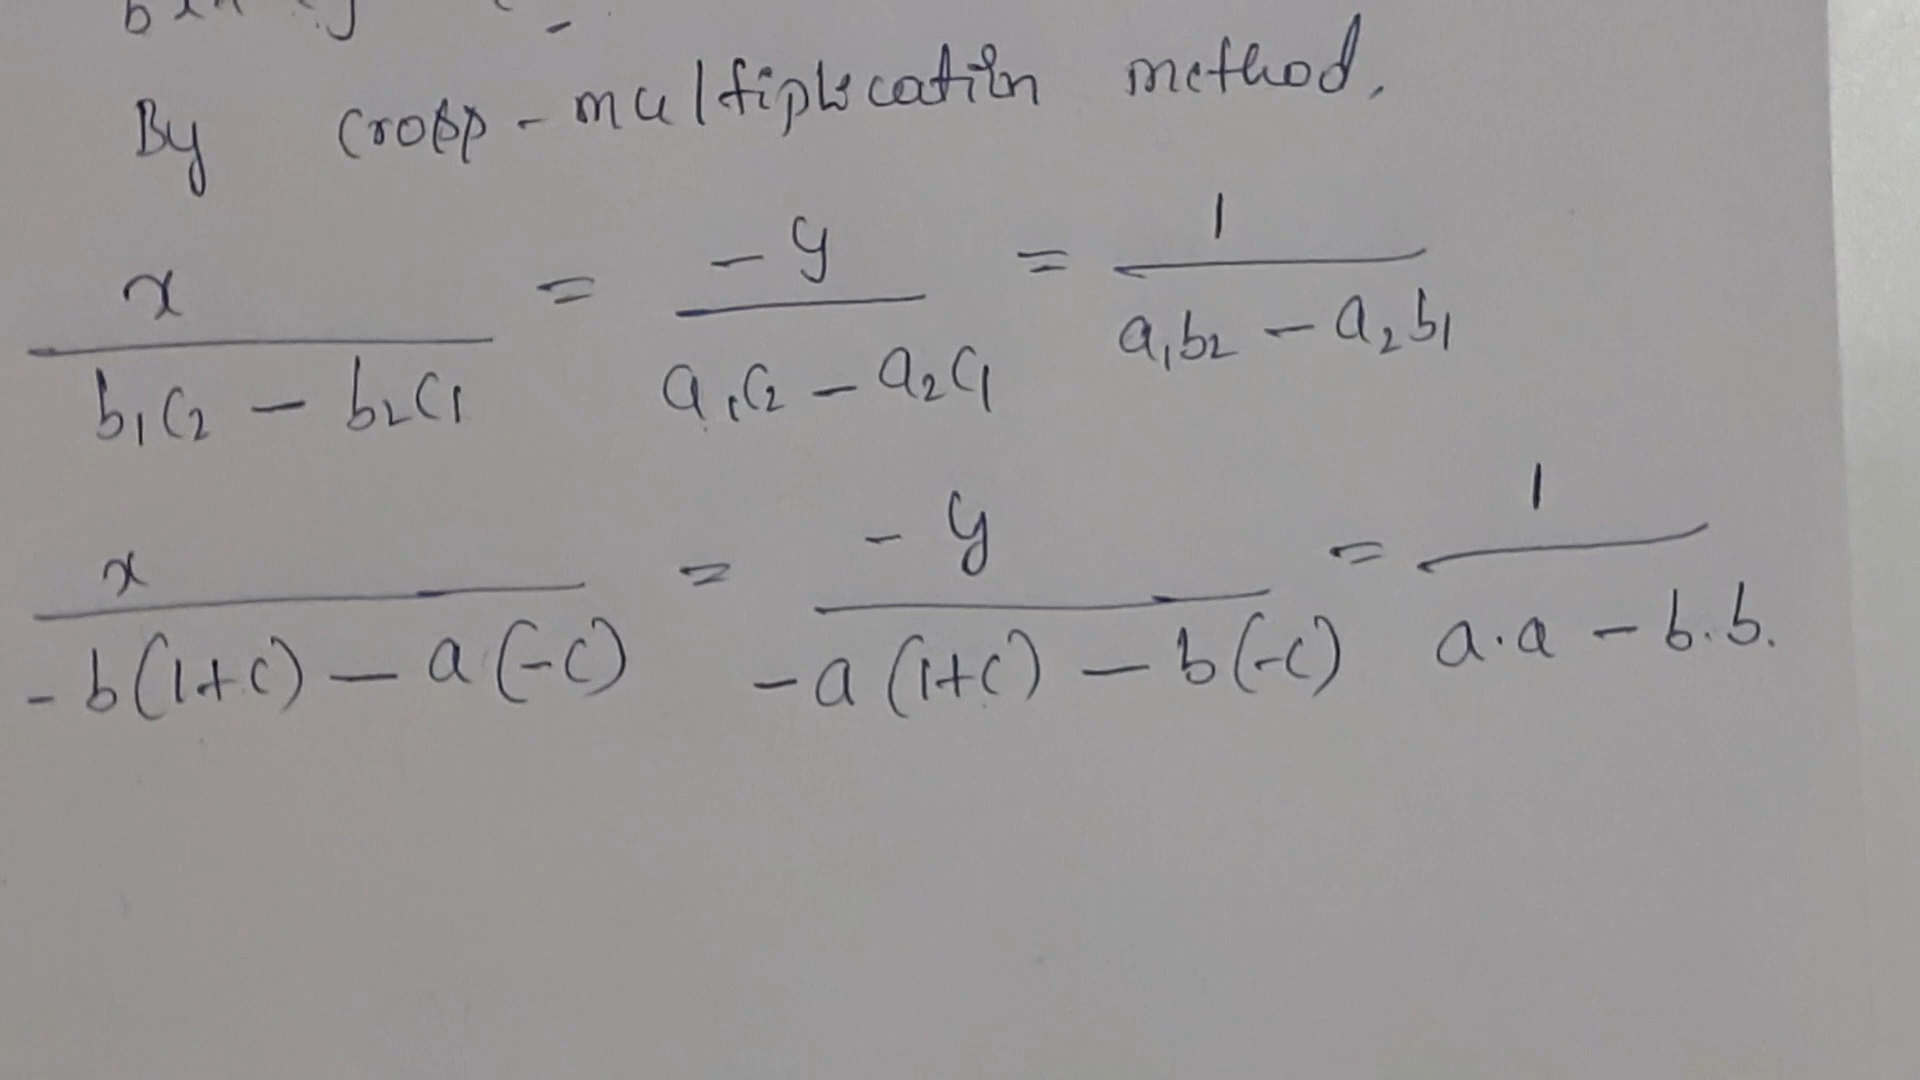 By cross-multiplication method.
x/(b₁c₂ − b₂c₁) = −y/(a₁c₂ − a₂c₁) = 1/(a₁b₂ − a₂b₁)
x/(−b(1+c) − a(−c)) = −y/(−a(1+c) − b(−c)) = 1/(a·a − b·b.)